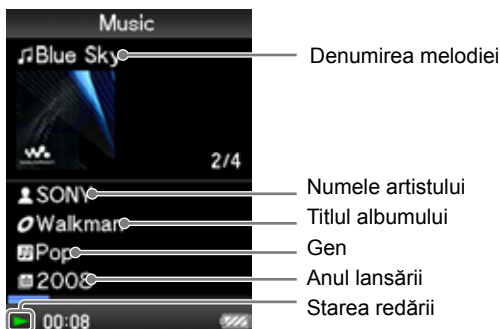 Music
Blue Sky
Denumirea melodiei
2/4
SONY
Numele artistului
Walkman
Titlul albumului
Pop
Gen
2008
Anul lansării
Starea redării
00:08